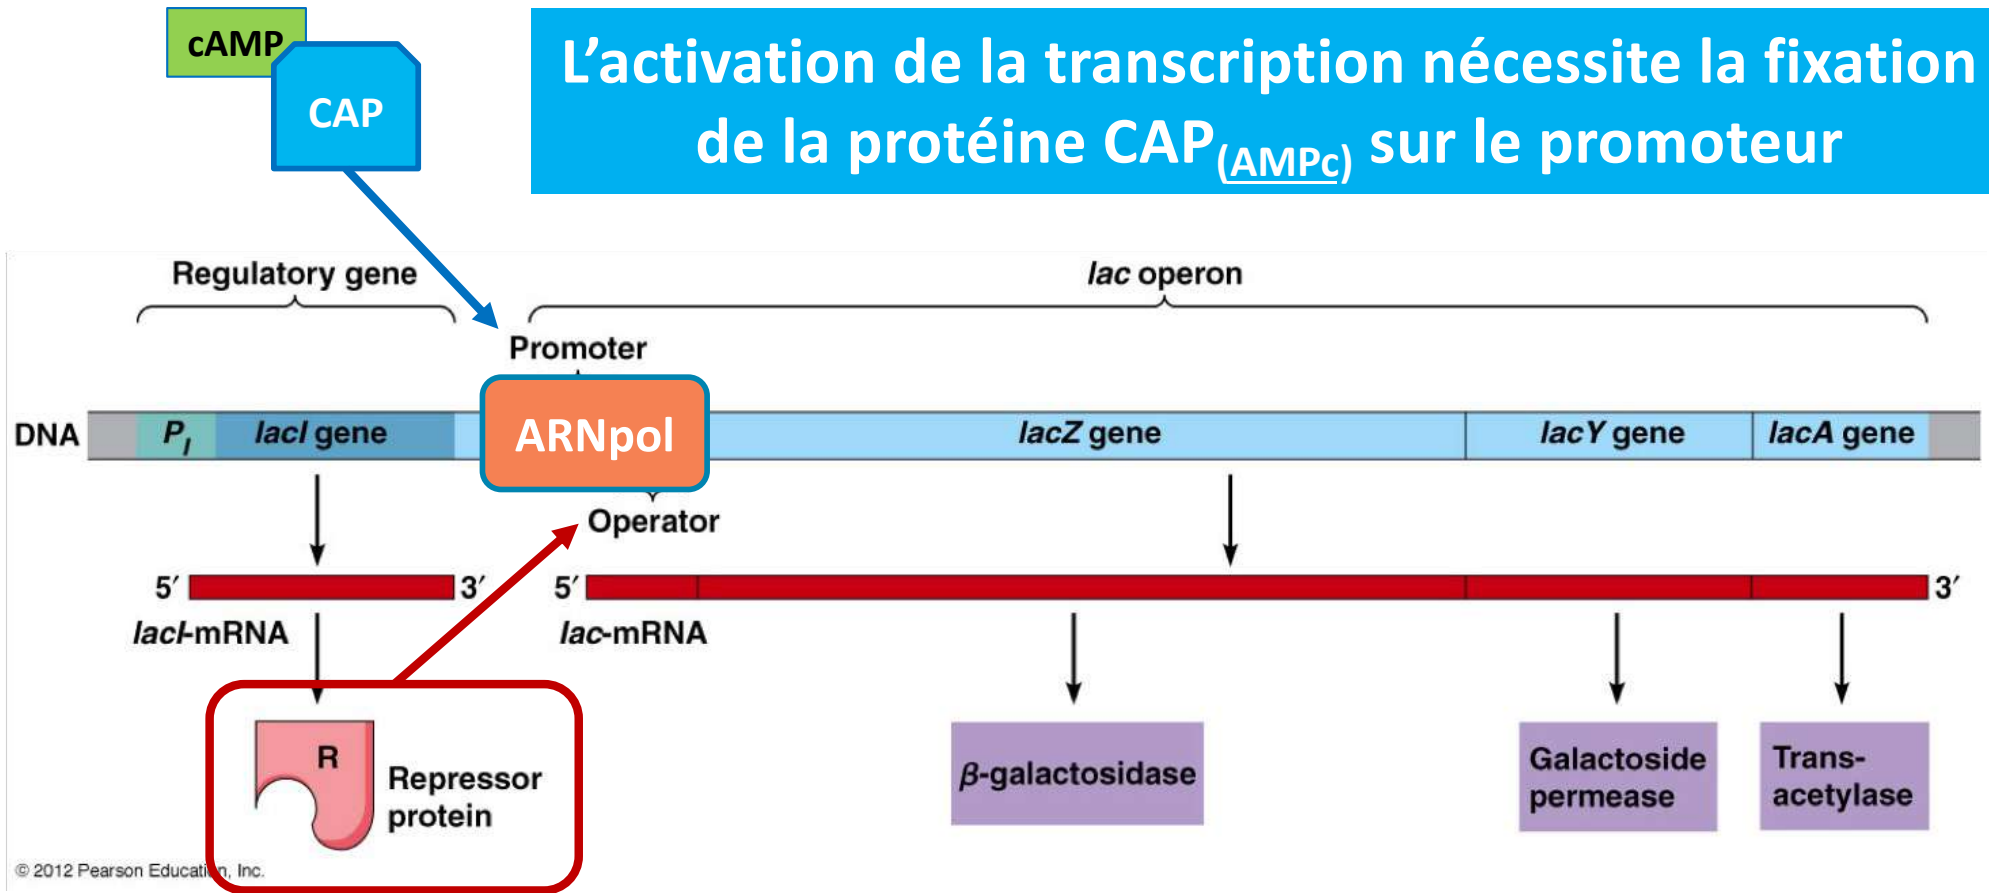 cAMP
CAP
L’activation de la transcription nécessite la fixation
de la protéine CAP(AMPc) sur le promoteur
Regulatory gene
lac operon
Promoter
DNA
PI
lacI gene
ARNpol
lacZ gene
lacY gene
lacA gene
Operator
5′
3′
5′
3′
lacI-mRNA
lac-mRNA
R
Repressor
protein
β-galactosidase
Galactoside
permease
Trans-
acetylase
© 2012 Pearson Education, Inc.